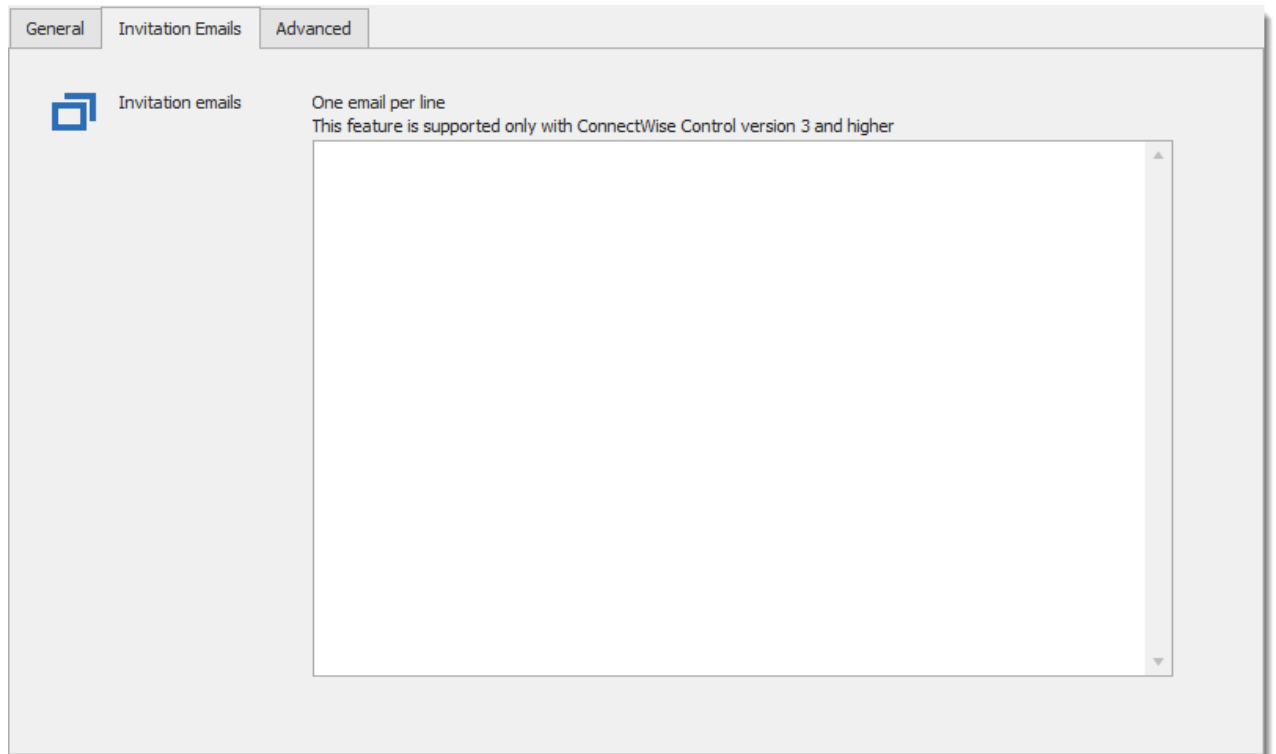 General
Invitation Emails
Advanced
Invitation emails
One email per line
This feature is supported only with ConnectWise Control version 3 and higher